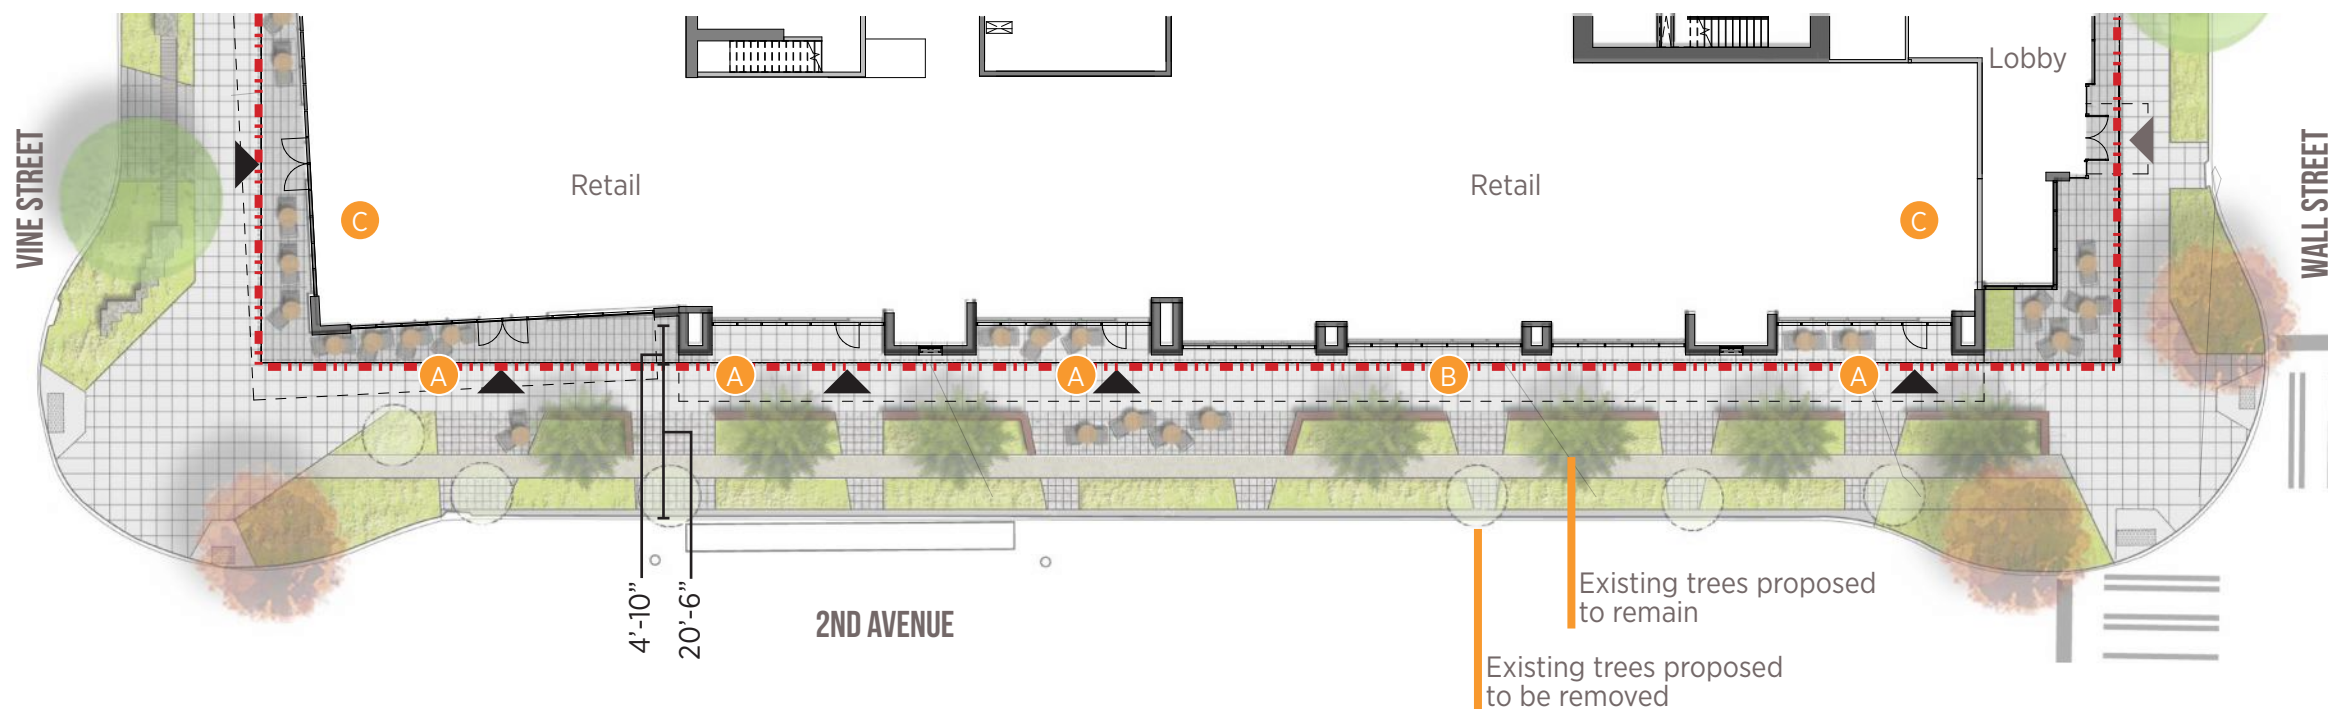 Lobby
VINE STREET
WALL STREET
Retail
Retail
C
C
A
A
A
B
A
4'-10"
20'-6"
2ND AVENUE
Existing trees proposed
to remain
Existing trees proposed
to be removed